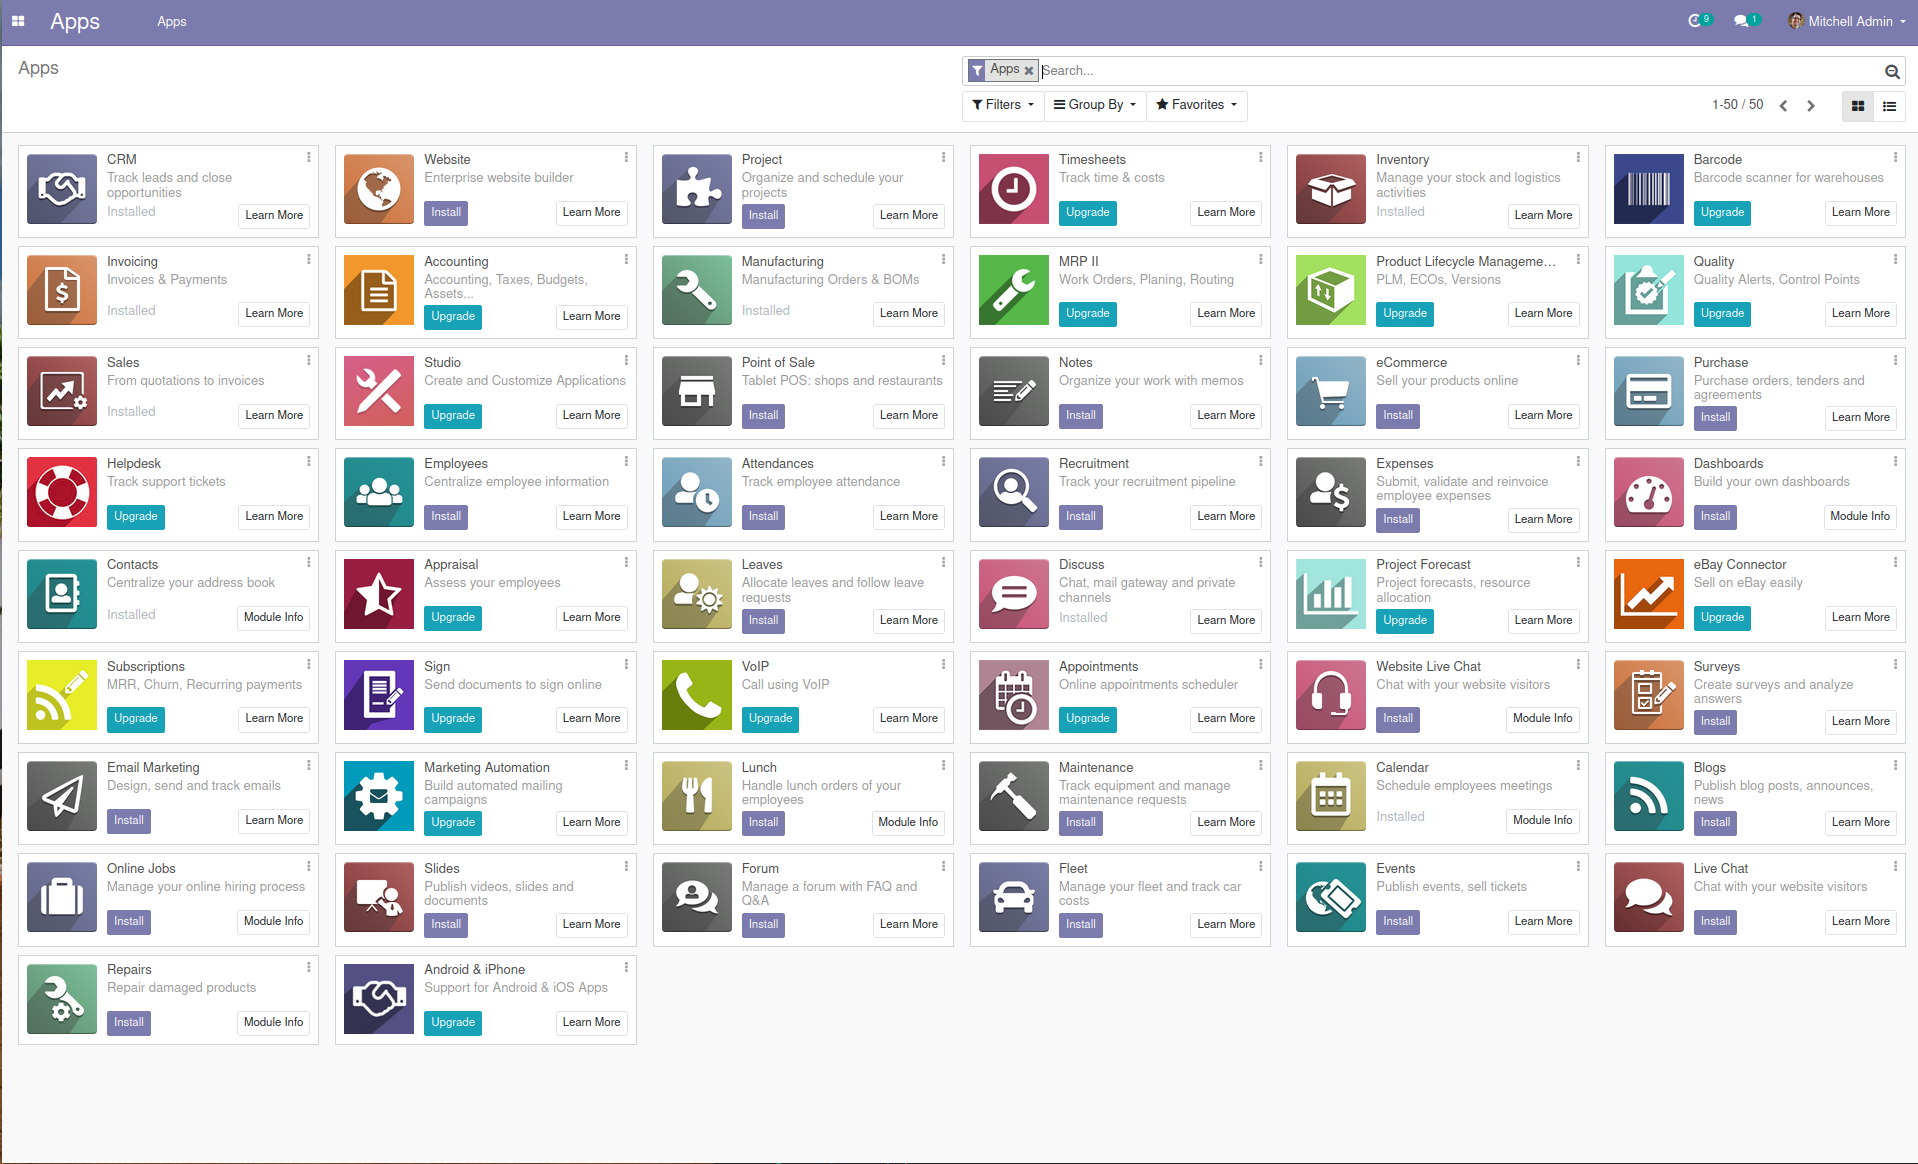 Apps
Apps
9
1
Mitchell Admin
Apps
Apps
Search...
Filters
Group By
Favorites
1-50 / 50
CRM
Track leads and close
opportunities
Installed
Learn More
Website
Enterprise website builder
Install
Learn More
Project
Organize and schedule your
projects
Install
Learn More
Timesheets
Track time & costs
Upgrade
Learn More
Inventory
Manage your stock and logistics
activities
Installed
Learn More
Barcode
Barcode scanner for warehouses
Upgrade
Learn More
Invoicing
Invoices & Payments
Installed
Learn More
Accounting
Accounting, Taxes, Budgets,
Assets...
Upgrade
Learn More
Manufacturing
Manufacturing Orders & BOMs
Installed
Learn More
MRP II
Work Orders, Planing, Routing
Upgrade
Learn More
Product Lifecycle Manageme...
PLM, ECOs, Versions
Upgrade
Learn More
Quality
Quality Alerts, Control Points
Upgrade
Learn More
Sales
From quotations to invoices
Installed
Learn More
Studio
Create and Customize Applications
Upgrade
Learn More
Point of Sale
Tablet POS: shops and restaurants
Install
Learn More
Notes
Organize your work with memos
Install
Learn More
eCommerce
Sell your products online
Install
Learn More
Purchase
Purchase orders, tenders and
agreements
Install
Learn More
Helpdesk
Track support tickets
Upgrade
Learn More
Employees
Centralize employee information
Install
Learn More
Attendances
Track employee attendance
Install
Learn More
Recruitment
Track your recruitment pipeline
Install
Learn More
Expenses
Submit, validate and reinvoice
employee expenses
Install
Learn More
Dashboards
Build your own dashboards
Install
Module Info
Contacts
Centralize your address book
Installed
Module Info
Appraisal
Assess your employees
Upgrade
Learn More
Leaves
Allocate leaves and follow leave
requests
Install
Learn More
Discuss
Chat, mail gateway and private
channels
Installed
Learn More
Project Forecast
Project forecasts, resource
allocation
Upgrade
Learn More
eBay Connector
Sell on eBay easily
Upgrade
Learn More
Subscriptions
MRR, Churn, Recurring payments
Upgrade
Learn More
Sign
Send documents to sign online
Upgrade
Learn More
VoIP
Call using VoIP
Upgrade
Learn More
Appointments
Online appointments scheduler
Upgrade
Learn More
Website Live Chat
Chat with your website visitors
Install
Module Info
Surveys
Create surveys and analyze
answers
Install
Learn More
Email Marketing
Design, send and track emails
Install
Learn More
Marketing Automation
Build automated mailing
campaigns
Upgrade
Learn More
Lunch
Handle lunch orders of your
employees
Install
Module Info
Maintenance
Track equipment and manage
maintenance requests
Install
Learn More
Calendar
Schedule employees meetings
Installed
Module Info
Blogs
Publish blog posts, announces,
news
Install
Learn More
Online Jobs
Manage your online hiring process
Install
Module Info
Slides
Publish videos, slides and
documents
Install
Learn More
Forum
Manage a forum with FAQ and
Q&A
Install
Learn More
Fleet
Manage your fleet and track car
costs
Install
Learn More
Events
Publish events, sell tickets
Install
Learn More
Live Chat
Chat with your website visitors
Install
Learn More
Repairs
Repair damaged products
Install
Module Info
Android & iPhone
Support for Android & iOS Apps
Upgrade
Learn More